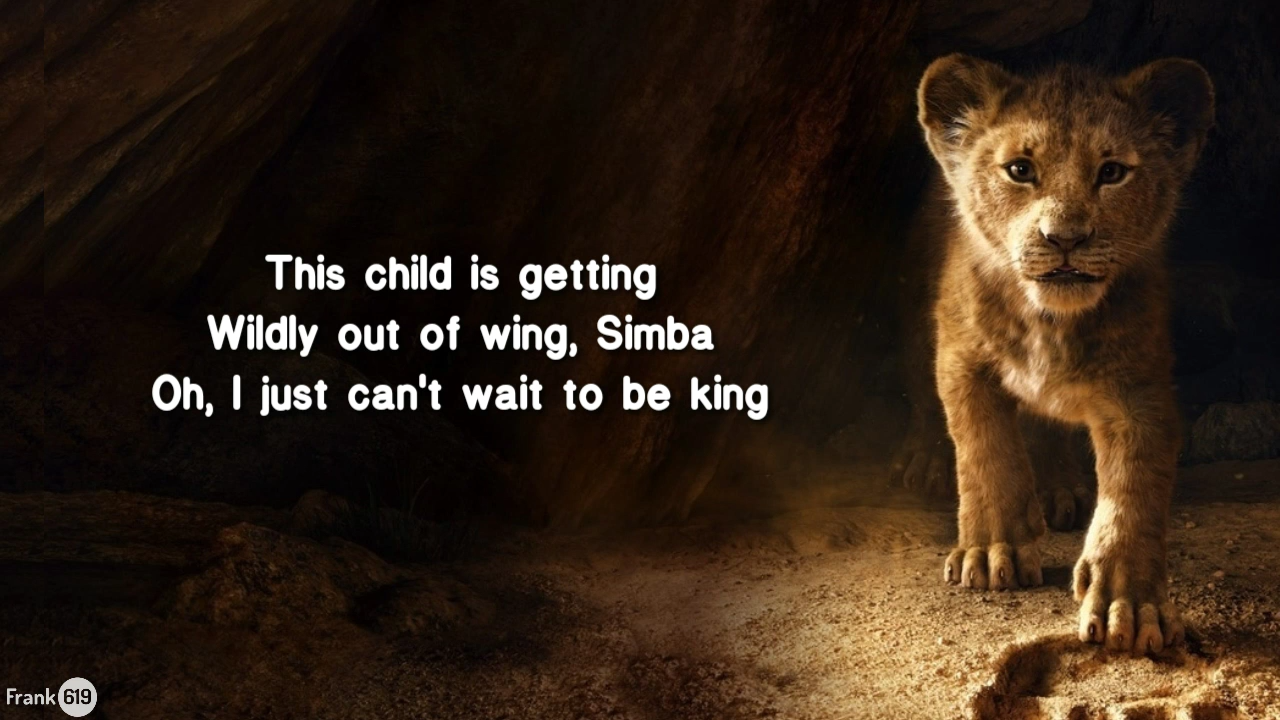 This child is getting
Wildly out of wing, Simba
Oh, I just can't wait to be king
Frank 619